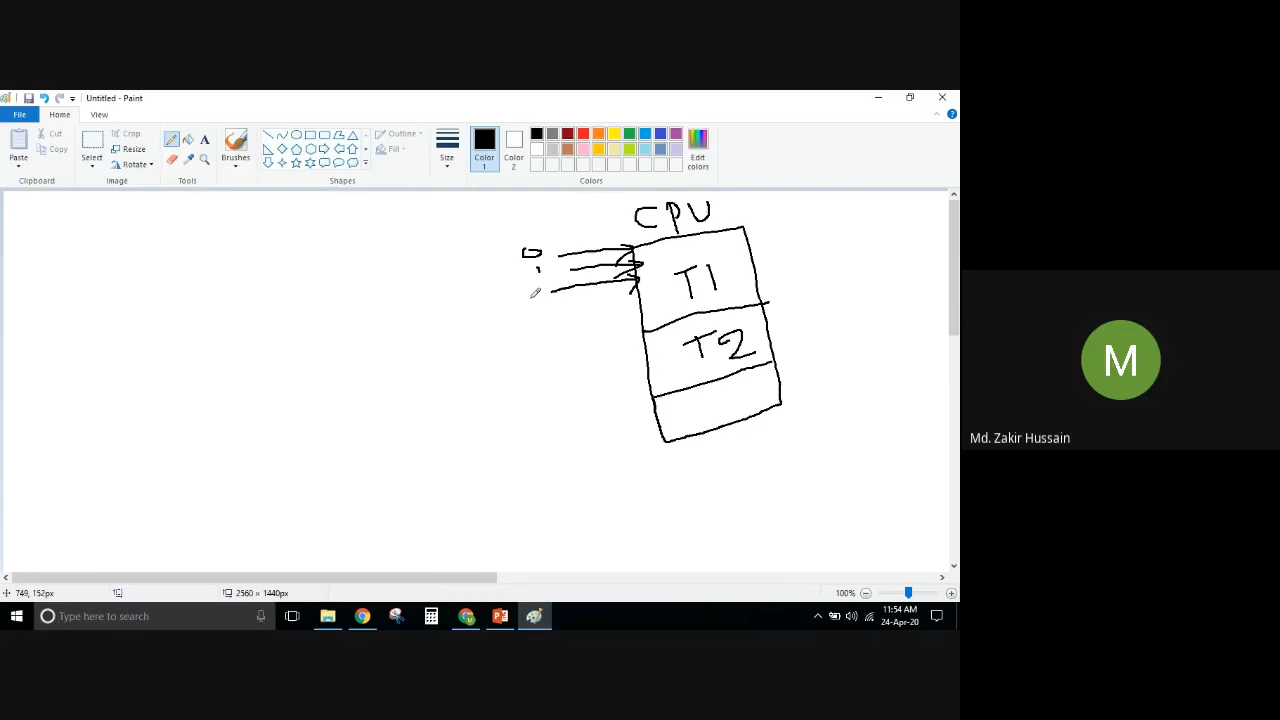 Untitled - Paint
File
Home
View
Paste
Cut
Copy
Clipboard
Select
Crop
Resize
Rotate
Image
Tools
Brushes
Shapes
Outline
Fill
Size
Color 1
Color 2
Edit colors
Colors
CPU
0
T1
T2
M
Md. Zakir Hussain
749, 152px
2560 × 1440px
100%
Type here to search
11:54 AM
24-Apr-20